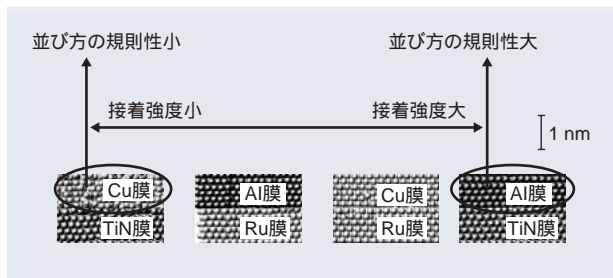 並び方の規則性小 並び方の規則性大
接着強度小 接着強度大
1 nm
Cu膜 Al膜 Cu膜 Al膜
TiN膜 Ru膜 Ru膜 TiN膜